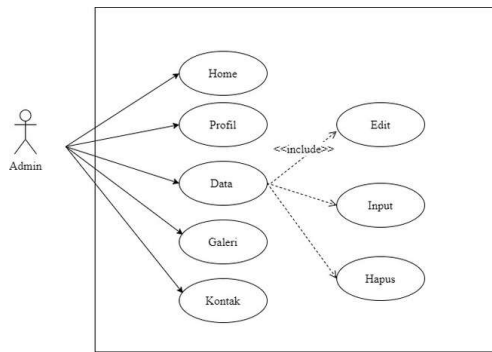 Home
Profil
Edit
<<include>>
Admin
Data
Input
Galeri
Hapus
Kontak